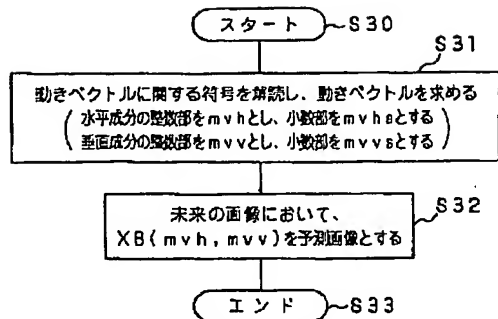 スタート
S30
S31
動きベクトルに関する符号を解読し、動きベクトルを求める
(水平成分の整数部をmvhとし、小数部をmvhsとする
垂直成分の整数部をmvvとし、小数部をmvvsとする)
未来の画像において、
XB(mvh,mvv)を予測画像とする
S32
エンド
S33